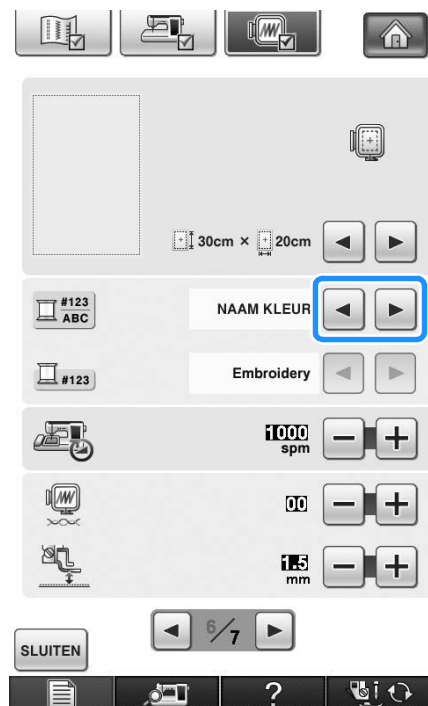 30cm × 20cm
#123
ABC
NAAM KLEUR
#123
Embroidery
1000
spm
00
1.5
mm
6/7
SLUITEN
?